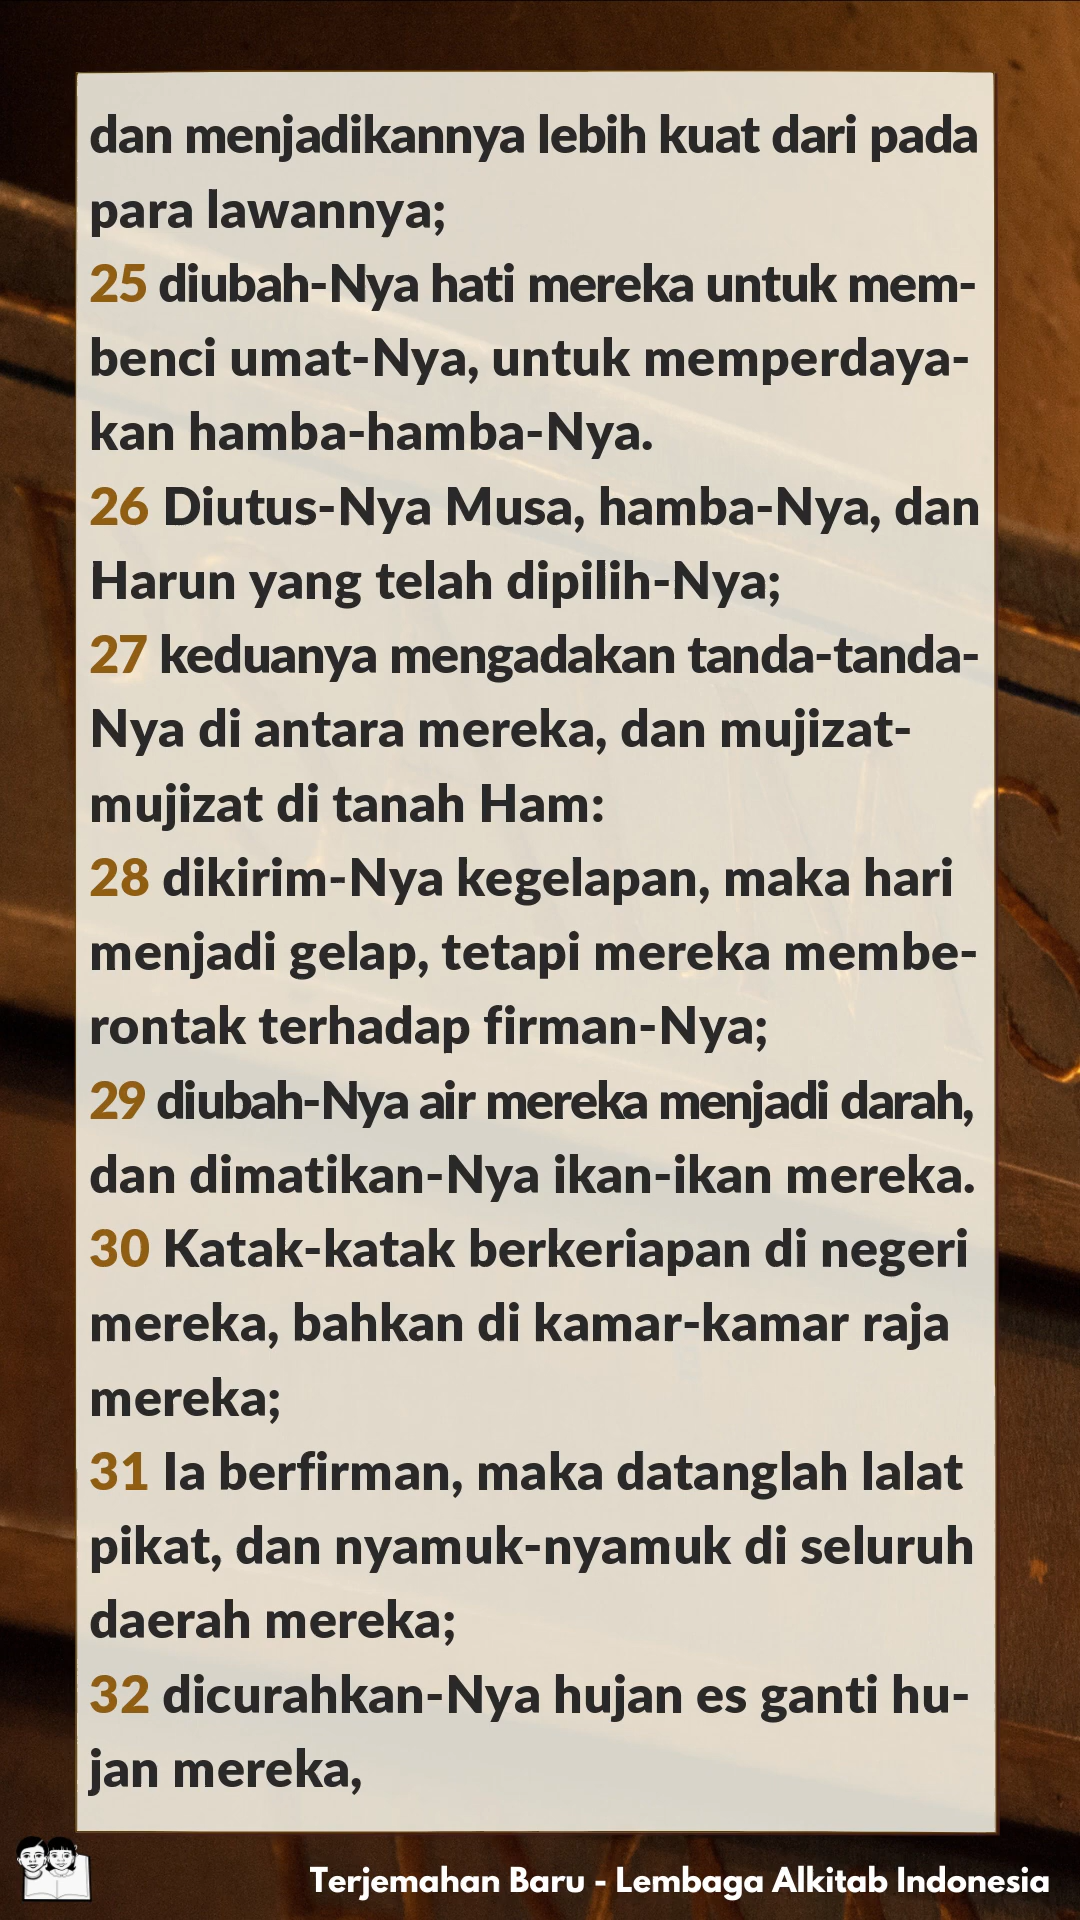 dan menjadikannya lebih kuat dari pada
para lawannya;
25 diubah-Nya hati mereka untuk mem-
benci umat-Nya, untuk memperdaya-
kan hamba-hamba-Nya.
26 Diutus-Nya Musa, hamba-Nya, dan
Harun yang telah dipilih-Nya;
27 keduanya mengadakan tanda-tanda-
Nya di antara mereka, dan mujizat-
mujizat di tanah Ham:
28 dikirim-Nya kegelapan, maka hari
menjadi gelap, tetapi mereka membe-
rontak terhadap firman-Nya;
29 diubah-Nya air mereka menjadi darah,
dan dimatikan-Nya ikan-ikan mereka.
30 Katak-katak berkeriapan di negeri
mereka, bahkan di kamar-kamar raja
mereka;
31 Ia berfirman, maka datanglah lalat
pikat, dan nyamuk-nyamuk di seluruh
daerah mereka;
32 dicurahkan-Nya hujan es ganti hu-
jan mereka,
Terjemahan Baru - Lembaga Alkitab Indonesia